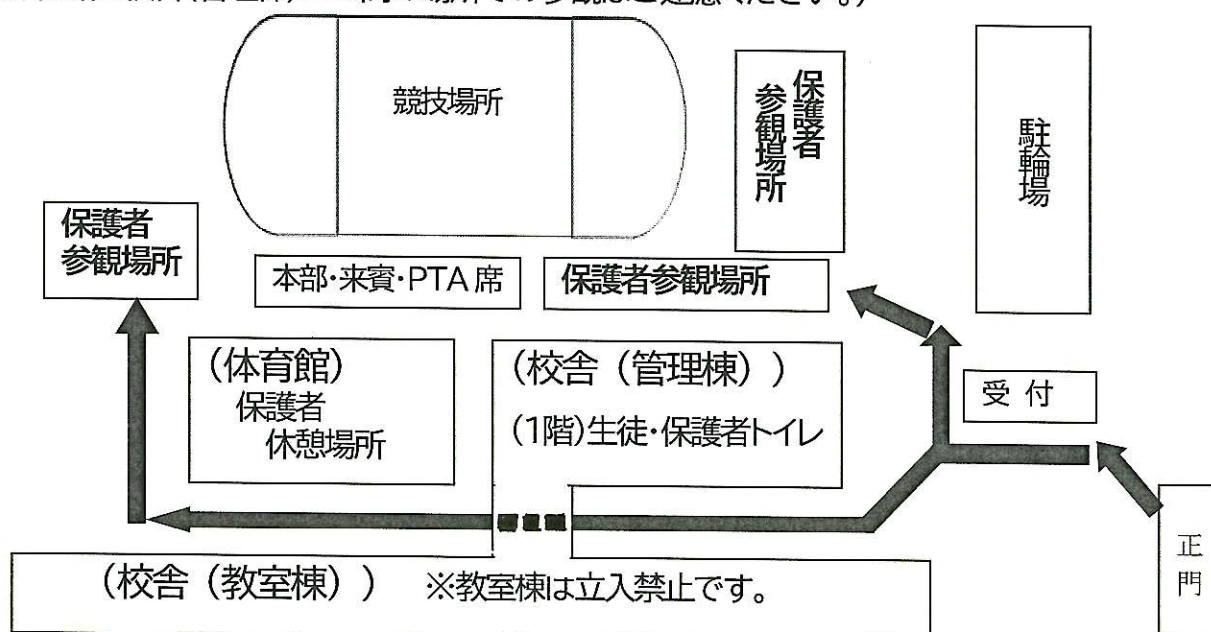 競技場所
保護者
参観場所
駐輪場
保護者
参観場所
本部・来賓・PTA 席
保護者参観場所
(体育館)
保護者
休憩場所
(校舎(管理棟))
(1階)生徒・保護者トイレ
受 付
正門
(校舎(教室棟)) ※教室棟は立入禁止です。